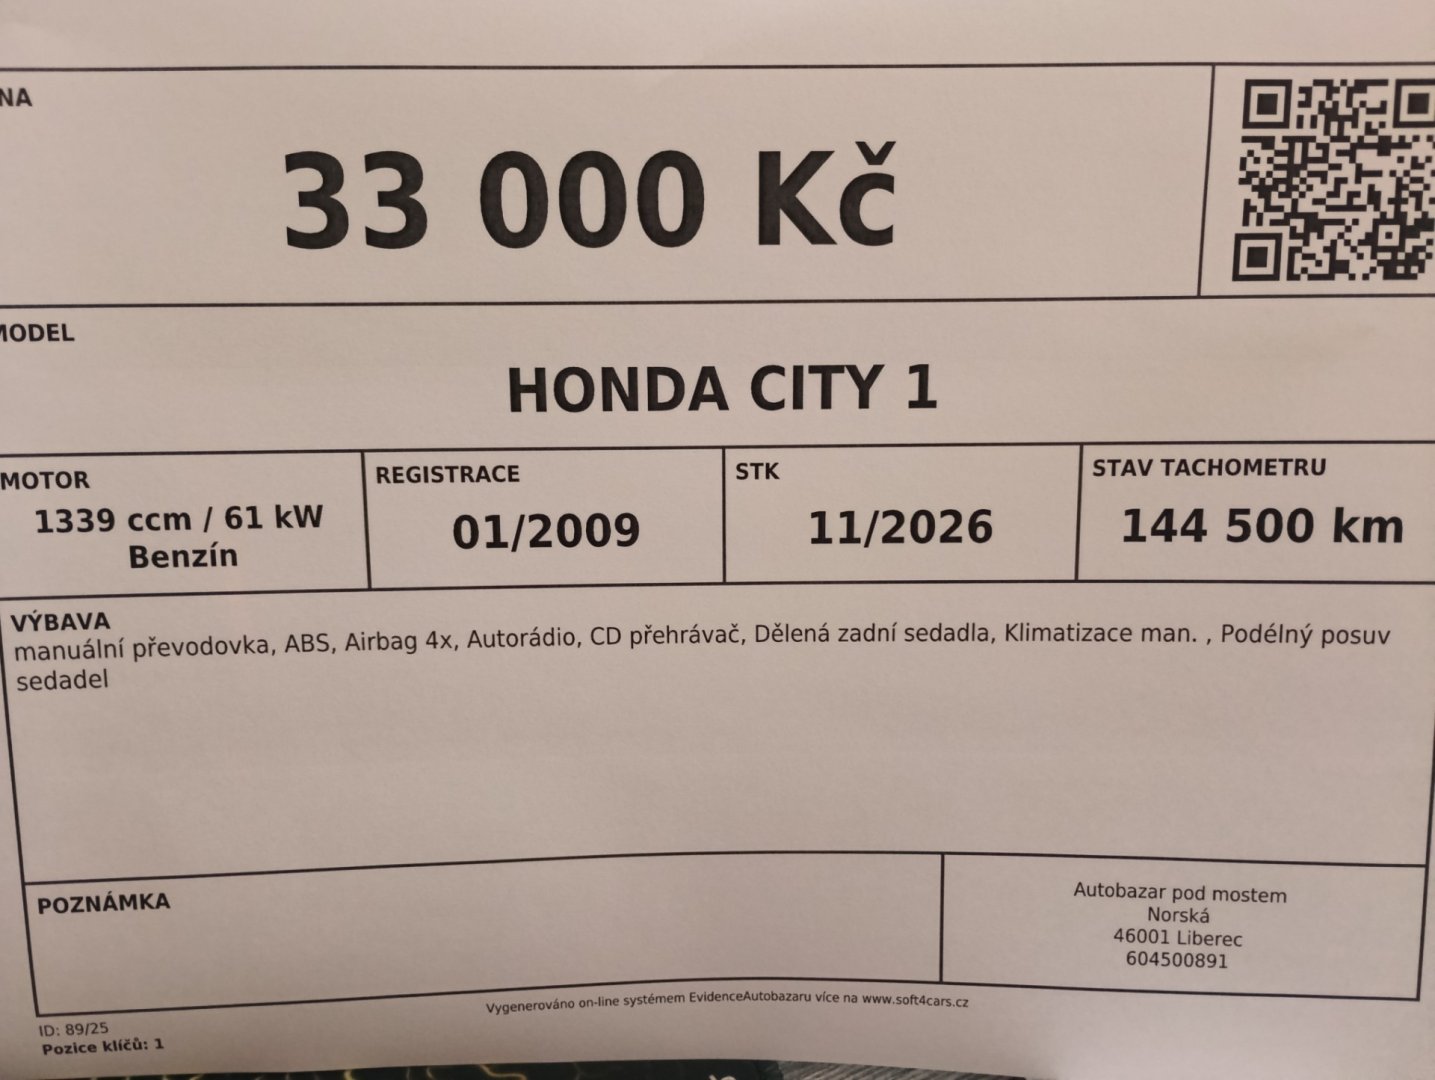 NA
33 000 Kč
MODEL
HONDA CITY 1
MOTOR
1339 ccm / 61 kW
Benzín
REGISTRACE
01/2009
STK
11/2026
STAV TACHOMETRU
144 500 km
VÝBAVA
manuální převodovka, ABS, Airbag 4x, Autorádio, CD přehrávač, Dělená zadní sedadla, Klimatizace man. , Podélný posuv
sedadel
POZNÁMKA
Autobazar pod mostem
Norská
46001 Liberec
604500891
Vygenerováno on-line systémem EvidenceAutobazaru více na www.soft4cars.cz
ID: 89/25
Pozice klíčů: 1